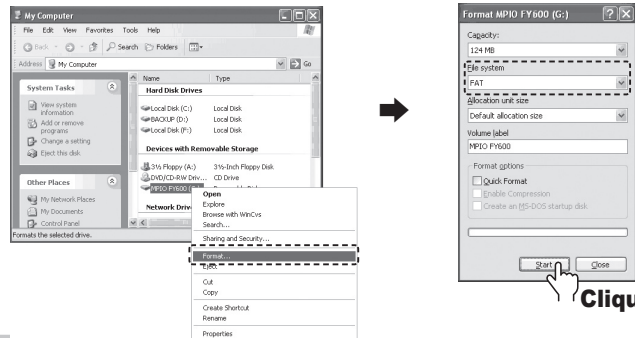 My Computer
File Edit View Favorites Tools Help
Back Search Folders
Address My Computer Go
System Tasks
View system information
Add or remove programs
Change a setting
Eject this disk
Other Places
My Network Places
My Documents
Control Panel
Formats the selected drive.
Name Type
Hard Disk Drives
Local Disk (C:) Local Disk
BACKUP (D:) Local Disk
Local Disk (F:) Local Disk
Devices with Removable Storage
3½ Floppy (A:) 3½-Inch Floppy Disk
DVD/CD-RW Driv... CD Drive
MPIO FY600
Network Driv
Open
Explore
Browse with WinCvs
Search...
Sharing and Security...
Format...
Eject
Cut
Copy
Create Shortcut
Rename
Properties
Format MPIO FY600 (G:)
Capacity:
124 MB
File system
FAT
Allocation unit size
Default allocation size
Volume label
MPIO FY600
Format options
Quick Format
Enable Compression
Create an MS-DOS startup disk
Start Close
Cliqu